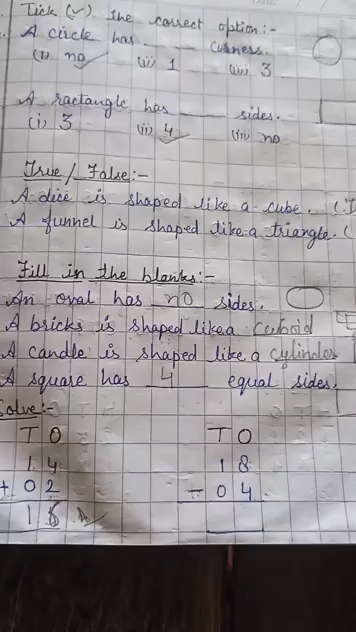 Tick (✓) the correct option:-
A circle has ___ corness.
(i) no ✓ (ii) 1 (iii) 3
A ractangle has ___ sides.
(i) 3 (ii) 4 ✓ (iii) no
True / False:-
A dice is shaped like a cube. (T
A funnel is shaped like a triangle. (
Fill in the blanks:-
An oval has no sides.
A bricks is shaped like a Cuboid
A candle is shaped like a cylinder
A square has 4 equal sides.
Solve:-
T O T O
1 4 1 8
+ 0 2 - 0 4
1 6